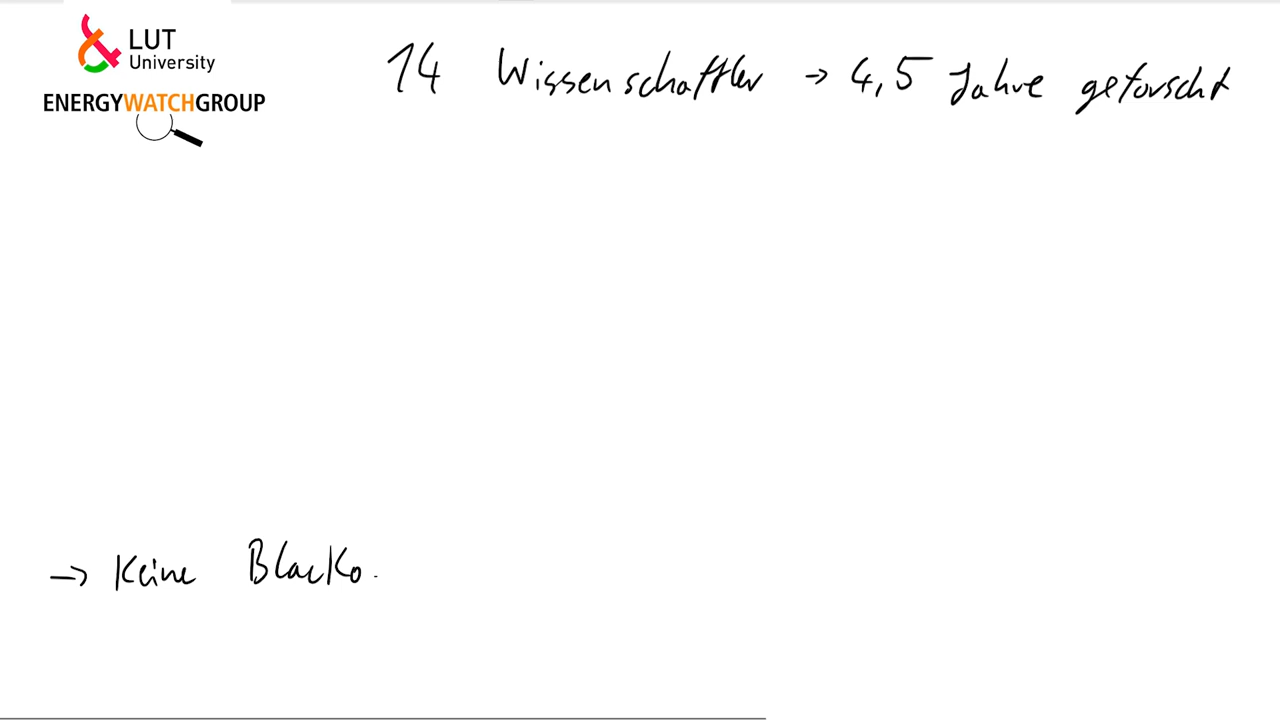 LUT
University
ENERGYWATCHGROUP
14 Wissenschaftler → 4,5 Jahre geforscht
→ Keine Blacko